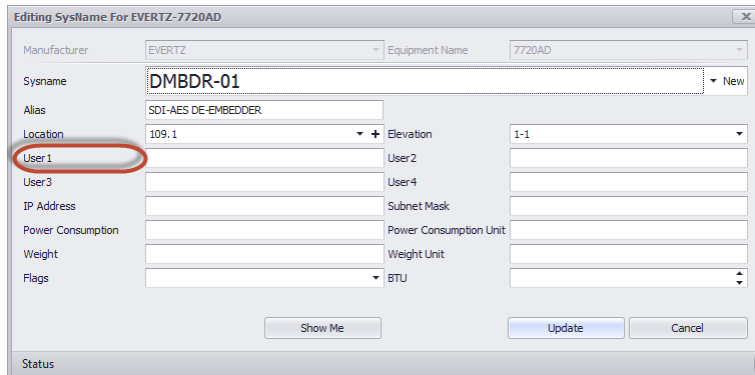 Editing SysName For EVERTZ-7720AD x
Manufacturer EVERTZ Equipment Name 7720AD
Sysname DMBDR-01 New
Alias SDI-AES DE-EMBEDDER
Location 109.1 + Elevation 1-1
User1 User2
User3 User4
IP Address Subnet Mask
Power Consumption Power Consumption Unit
Weight Weight Unit
Flags BTU
Show Me Update Cancel
Status